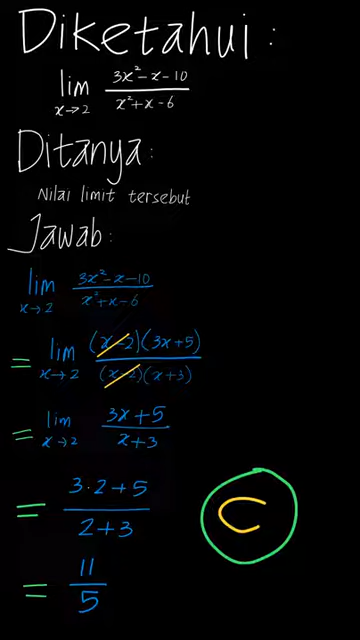 Diketahui :
lim x→2 (3x² - x - 10)/(x² + x - 6)
Ditanya :
Nilai limit tersebut
Jawab :
lim x→2 (3x² - x - 10)/(x² + x - 6)
= lim x→2 ((x-2)(3x+5))/((x-2)(x+3))
= lim x→2 (3x+5)/(x+3)
= (3·2+5)/(2+3)
= 11/5
C